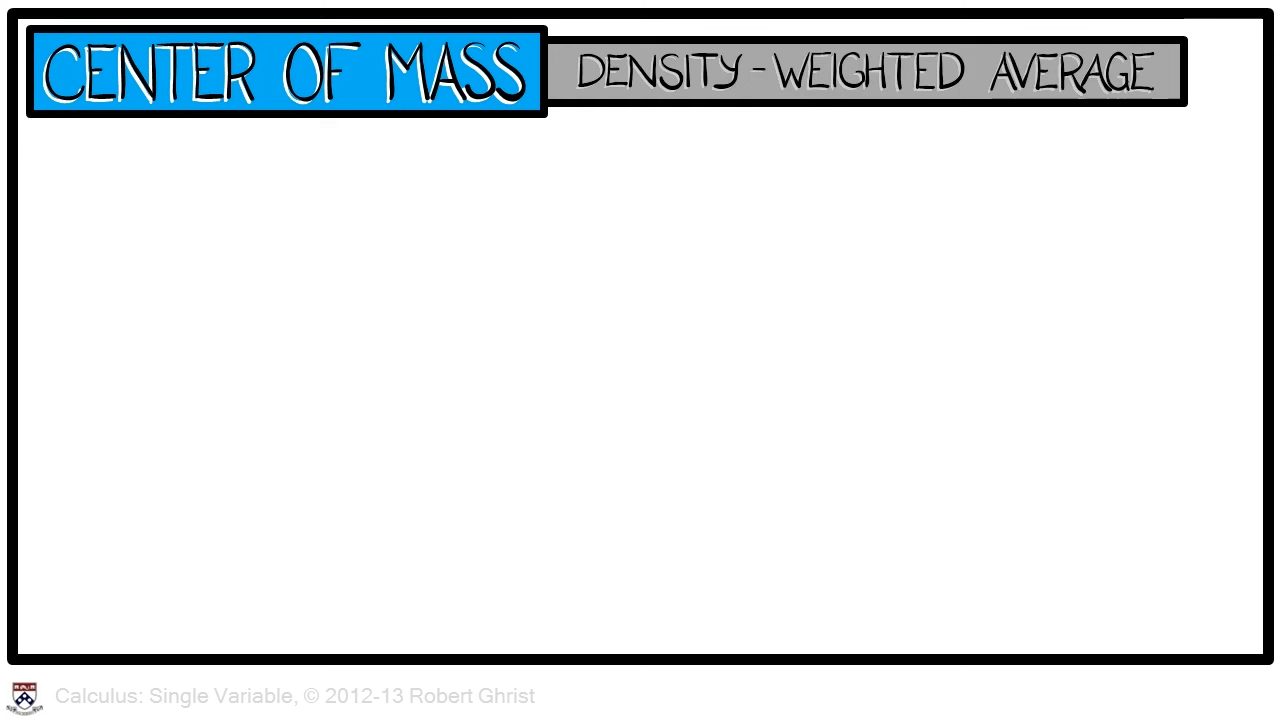 CENTER OF MASS
DENSITY-WEIGHTED AVERAGE
Calculus: Single Variable, © 2012-13 Robert Ghrist